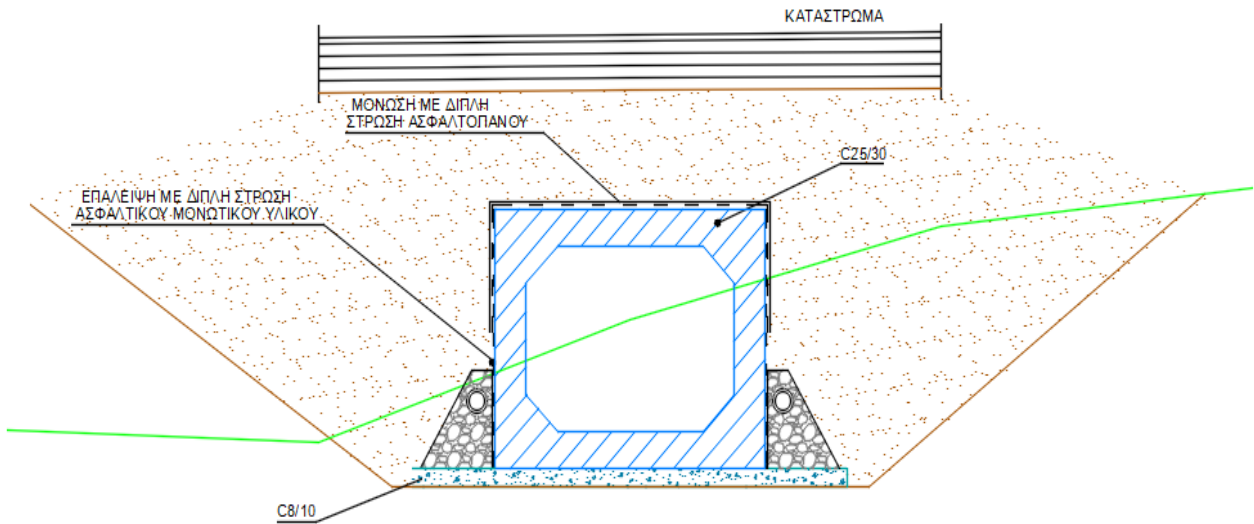 ΚΑΤΑΣΤΡΩΜΑ
ΜΟΝΩΣΗ ΜΕ ΔΙΠΛΗ
ΣΤΡΩΣΗ ΑΣΦΑΛΤΟΠΑΝΟΥ
C25/30
ΕΠΑΛΕΙΨΗ ΜΕ ΔΙΠΛΗ ΣΤΡΩΣΗ
ΑΣΦΑΛΤΙΚΟΥ ΜΟΝΩΤΙΚΟΥ ΥΛΙΚΟΥ
C8/10